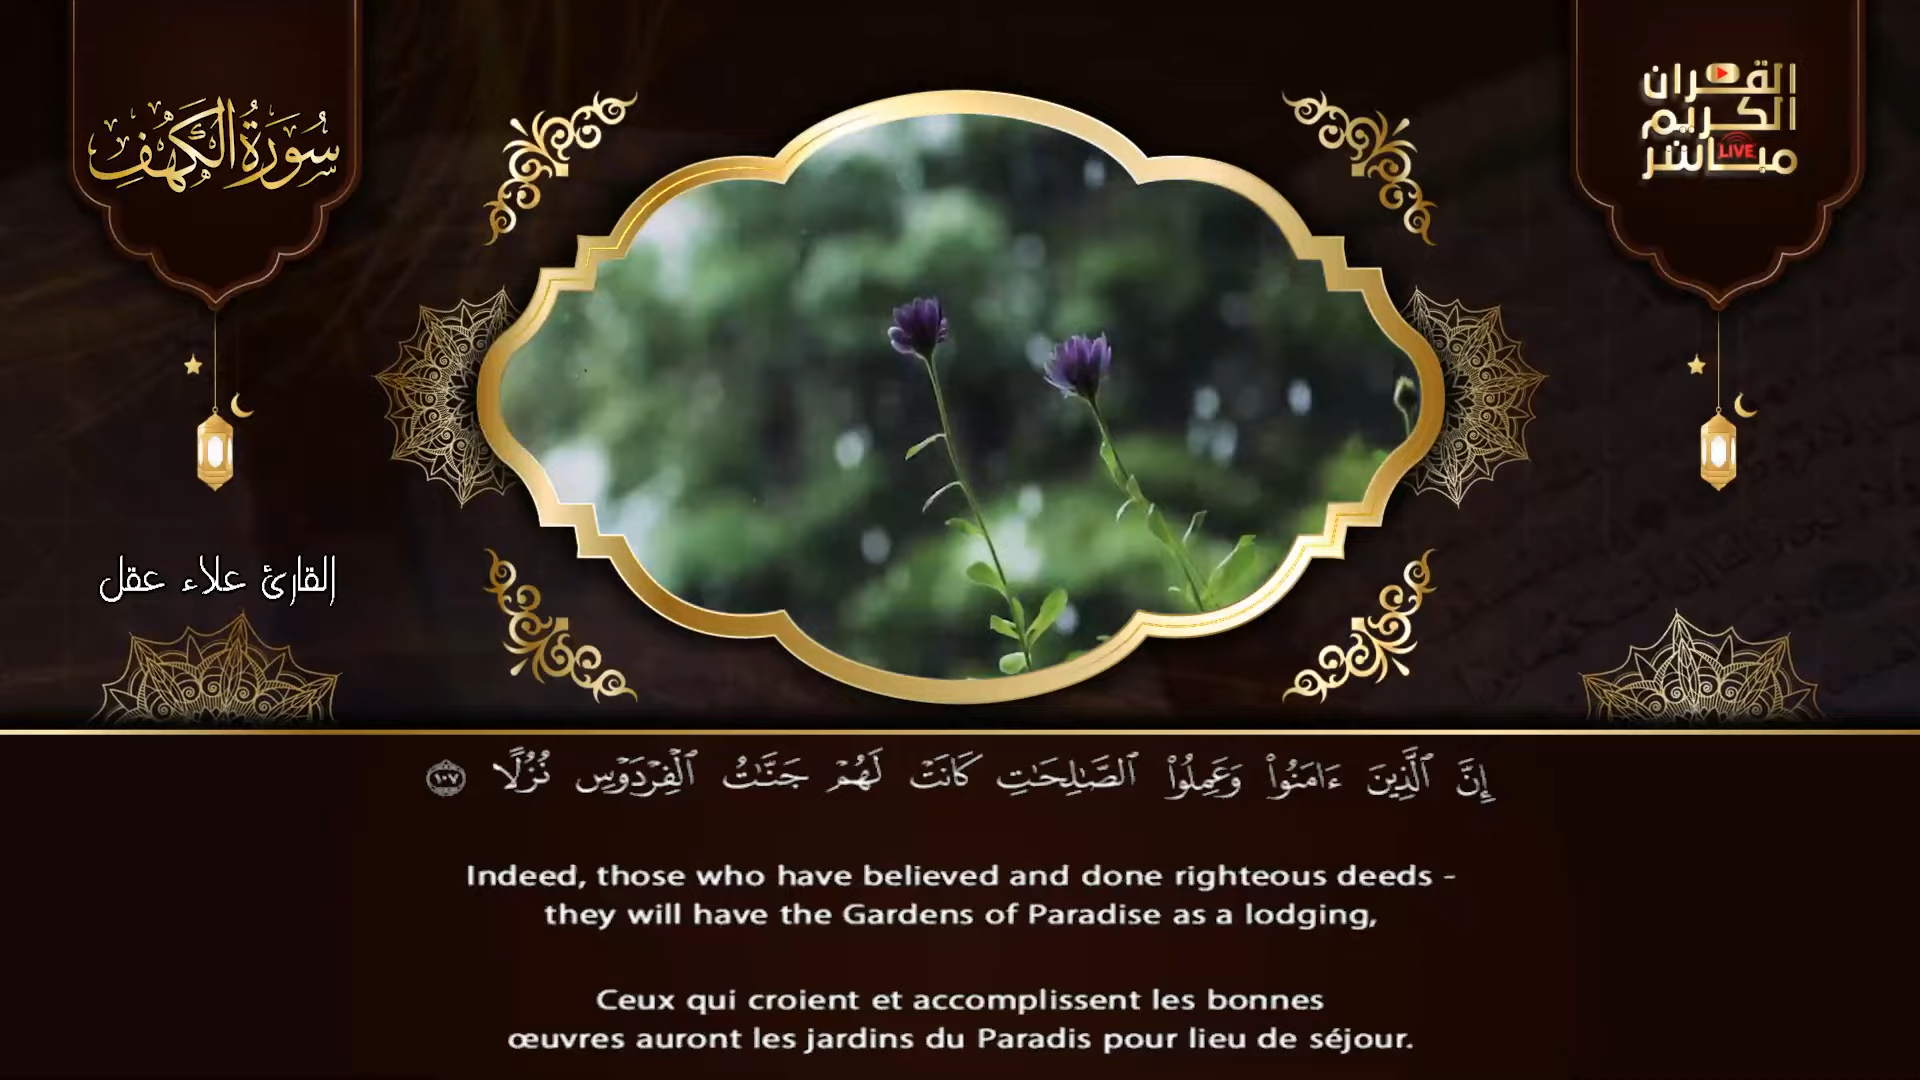 سُورَةُ الكَهْفِ
القرآن
الكريم
مباشر
LIVE
القارئ علاء عقل
إِنَّ ٱلَّذِينَ ءَامَنُوا۟ وَعَمِلُوا۟ ٱلصَّـٰلِحَـٰتِ كَانَتْ لَهُمْ جَنَّـٰتُ ٱلْفِرْدَوْسِ نُزُلًا ١٠٧
Indeed, those who have believed and done righteous deeds -
they will have the Gardens of Paradise as a lodging,
Ceux qui croient et accomplissent les bonnes
œuvres auront les jardins du Paradis pour lieu de séjour.